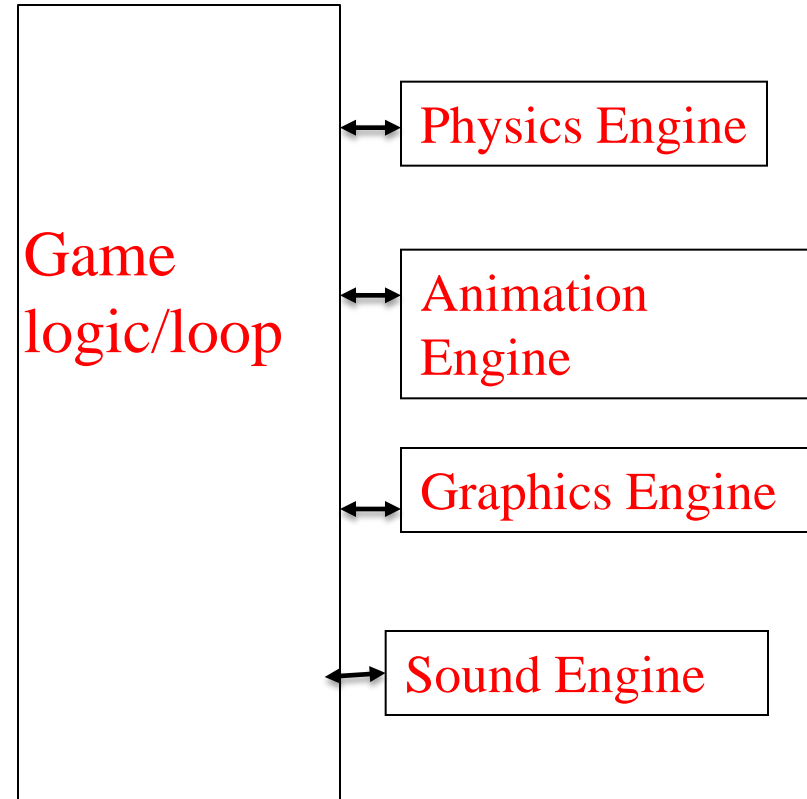 Game
logic/loop
Physics Engine
Animation
Engine
Graphics Engine
Sound Engine